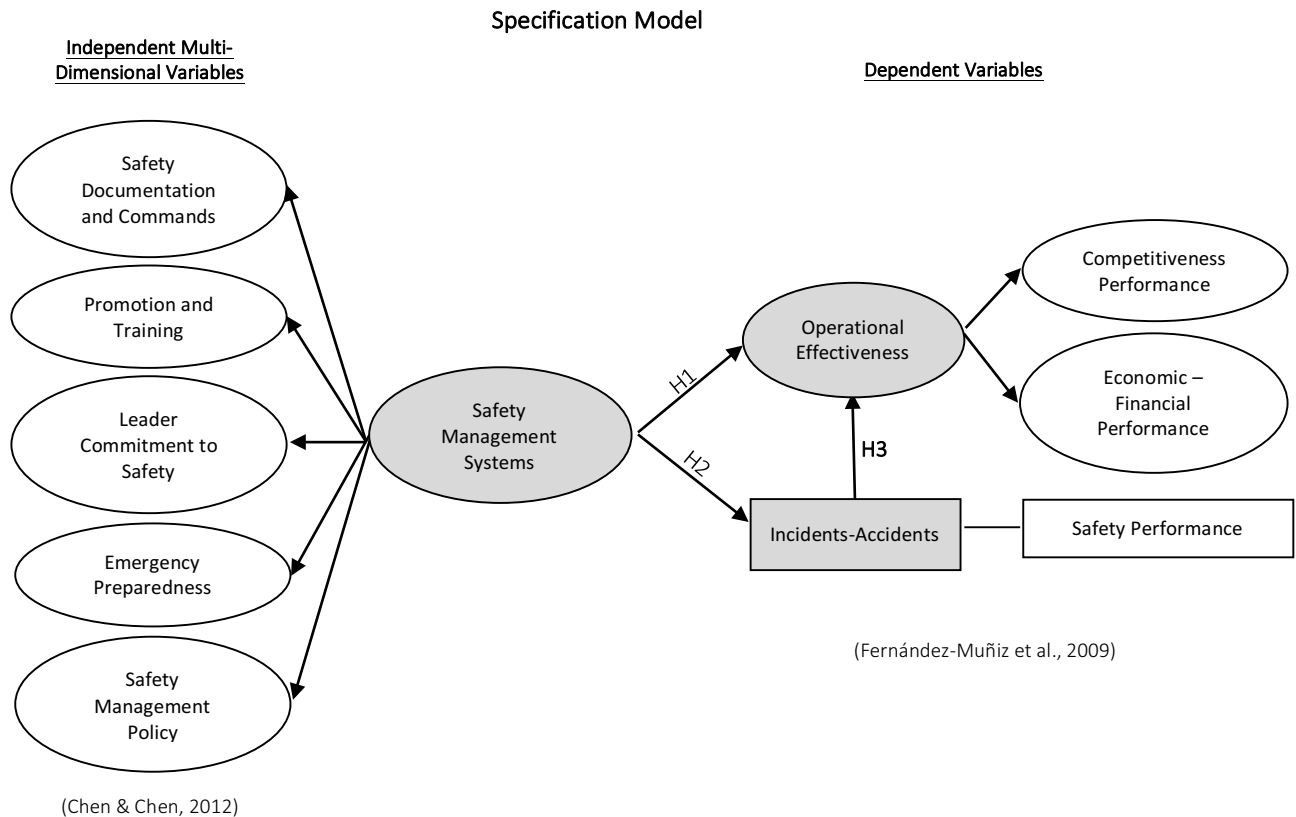 Specification Model
Independent Multi-
Dimensional Variables
Dependent Variables
Safety
Documentation
and Commands
Promotion and
Training
Leader
Commitment to
Safety
Emergency
Preparedness
Safety
Management
Policy
(Chen & Chen, 2012)
Safety
Management
Systems
H1
H2
H3
Operational
Effectiveness
Incidents-Accidents
Competitiveness
Performance
Economic –
Financial
Performance
Safety Performance
(Fernández-Muñiz et al., 2009)